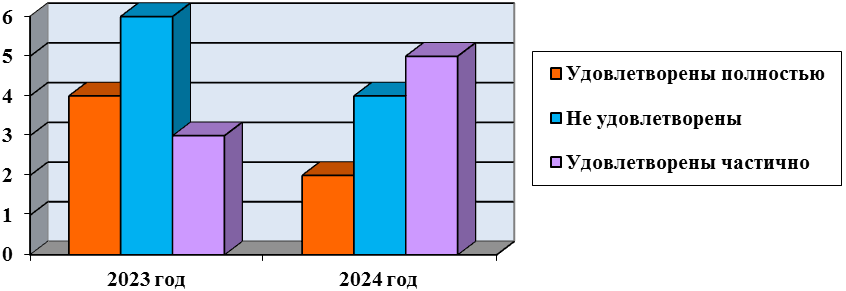 6
5
4
3
2
1
0
2023 год
2024 год
Удовлетворены полностью
Не удовлетворены
Удовлетворены частично